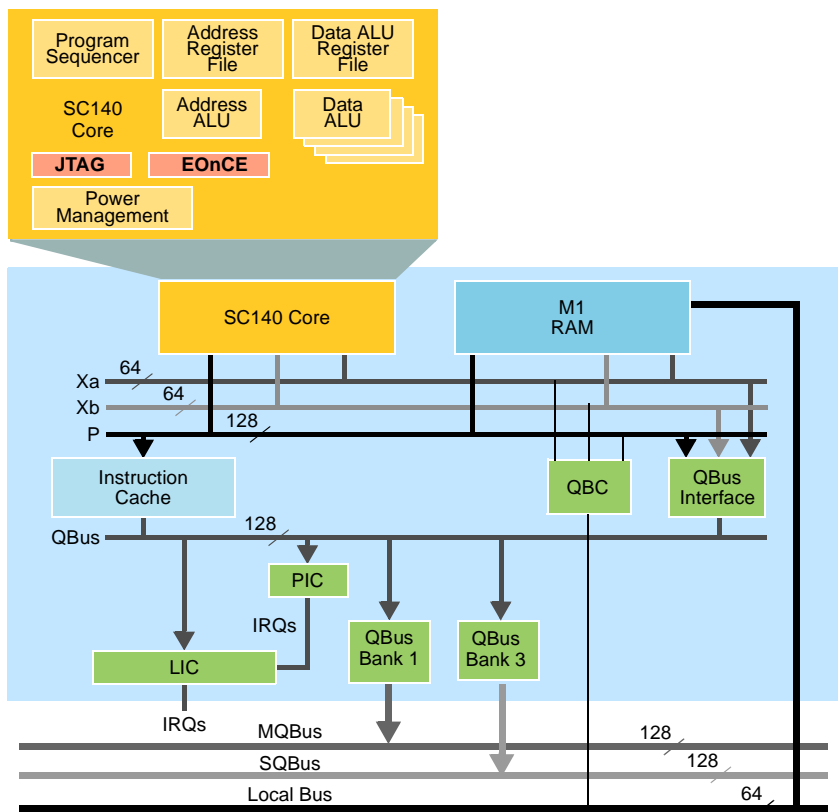 Program
Sequencer
Address
Register
File
Data ALU
Register
File
SC140
Core
Address
ALU
Data
ALU
JTAG
EOnCE
Power
Management
SC140 Core
M1
RAM
Xa
64
Xb
64
P
128
Instruction
Cache
QBC
QBus
Interface
QBus
128
PIC
IRQs
QBus
Bank 1
QBus
Bank 3
LIC
IRQs
MQBus
128
SQBus
128
Local Bus
64